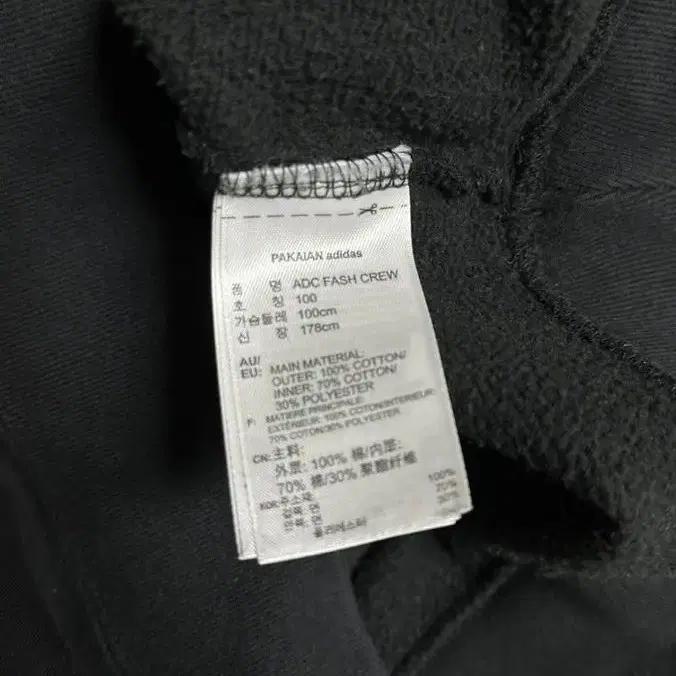 PAKAIAN adidas
품 명 ADC FASH CREW
호 칭 100
가슴둘레 100cm
신 장 178cm
AU/
EU: MAIN MATERIAL:
OUTER: 100% COTTON/
INNER: 70% COTTON/
30% POLYESTER
F: MATIERE PRINCIPALE:
EXTÉRIEUR: 100% COTON/INTERIEUR:
70% COTON/30% POLYESTER
CN: 主料:
外层: 100% 棉/内层:
70% 棉/30% 聚酯纤维
KOR: 주소재
100%
70%
30%
폴리에스터